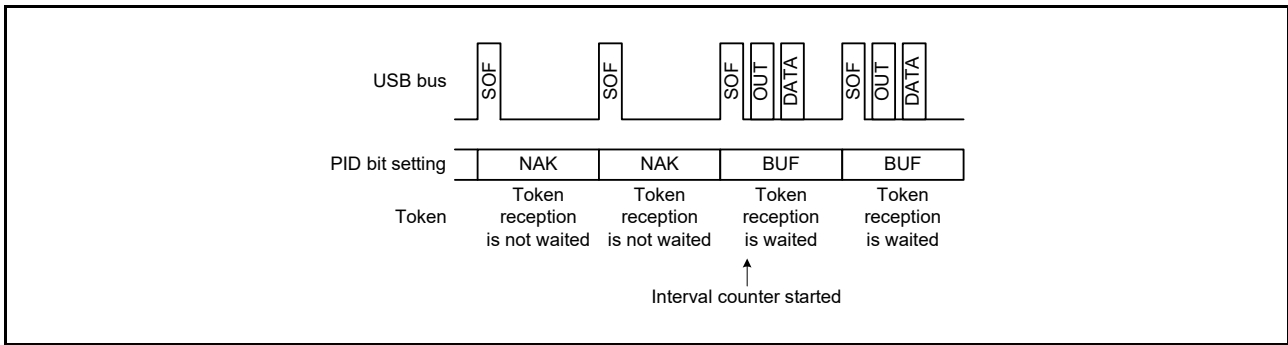 USB bus
SOF SOF SOF OUT DATA SOF OUT DATA
PID bit setting NAK NAK BUF BUF
Token
Token reception is not waited
Token reception is not waited
Token reception is waited
Token reception is waited
Interval counter started